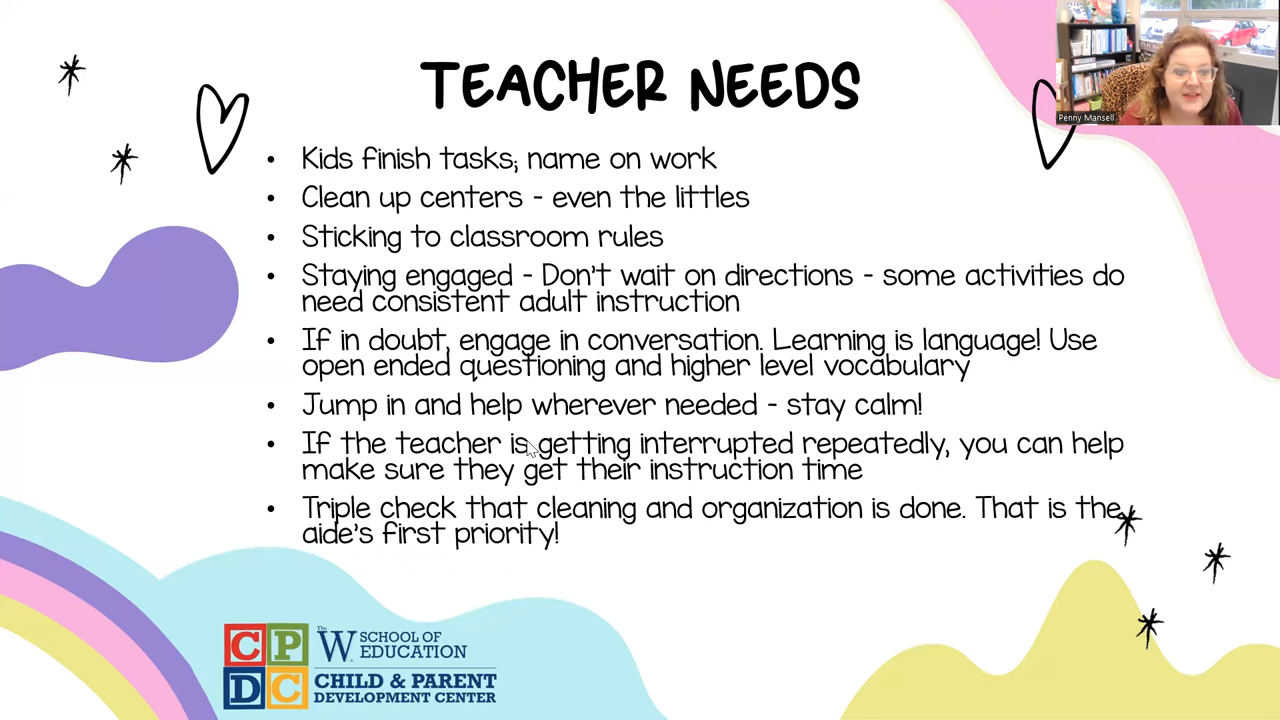 TEACHER NEEDS
Penny Mansell
• Kids finish tasks; name on work
• Clean up centers - even the littles
• Sticking to classroom rules
• Staying engaged - Don't wait on directions - some activities do
need consistent adult instruction
• If in doubt, engage in conversation. Learning is language! Use
open ended questioning and higher level vocabulary
• Jump in and help wherever needed - stay calm!
• If the teacher is getting interrupted repeatedly, you can help
make sure they get their instruction time
• Triple check that cleaning and organization is done. That is the
aide's first priority!
CP
DC
The W. SCHOOL OF
EDUCATION
CHILD & PARENT
DEVELOPMENT CENTER